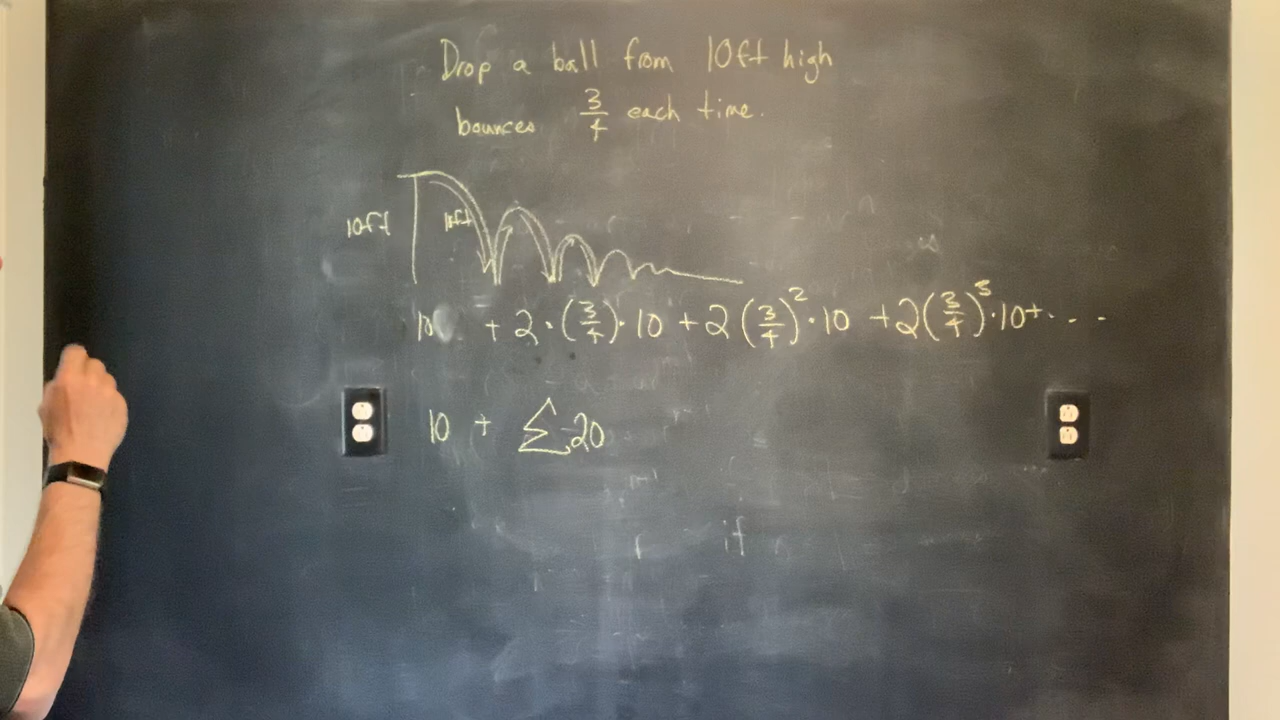 Drop a ball from 10ft high
bounces 3/4 each time.
10ft 10ft
10 + 2·(3/4)·10 + 2(3/4)²·10 + 2(3/4)³·10+....
10 + Σ 20
if